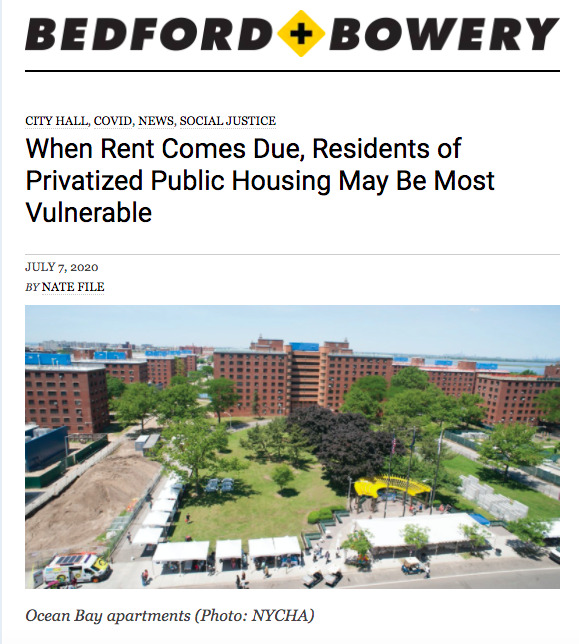 BEDFORD + BOWERY
CITY HALL, COVID, NEWS, SOCIAL JUSTICE
When Rent Comes Due, Residents of
Privatized Public Housing May Be Most
Vulnerable
JULY 7, 2020
BY NATE FILE
Ocean Bay apartments (Photo: NYCHA)